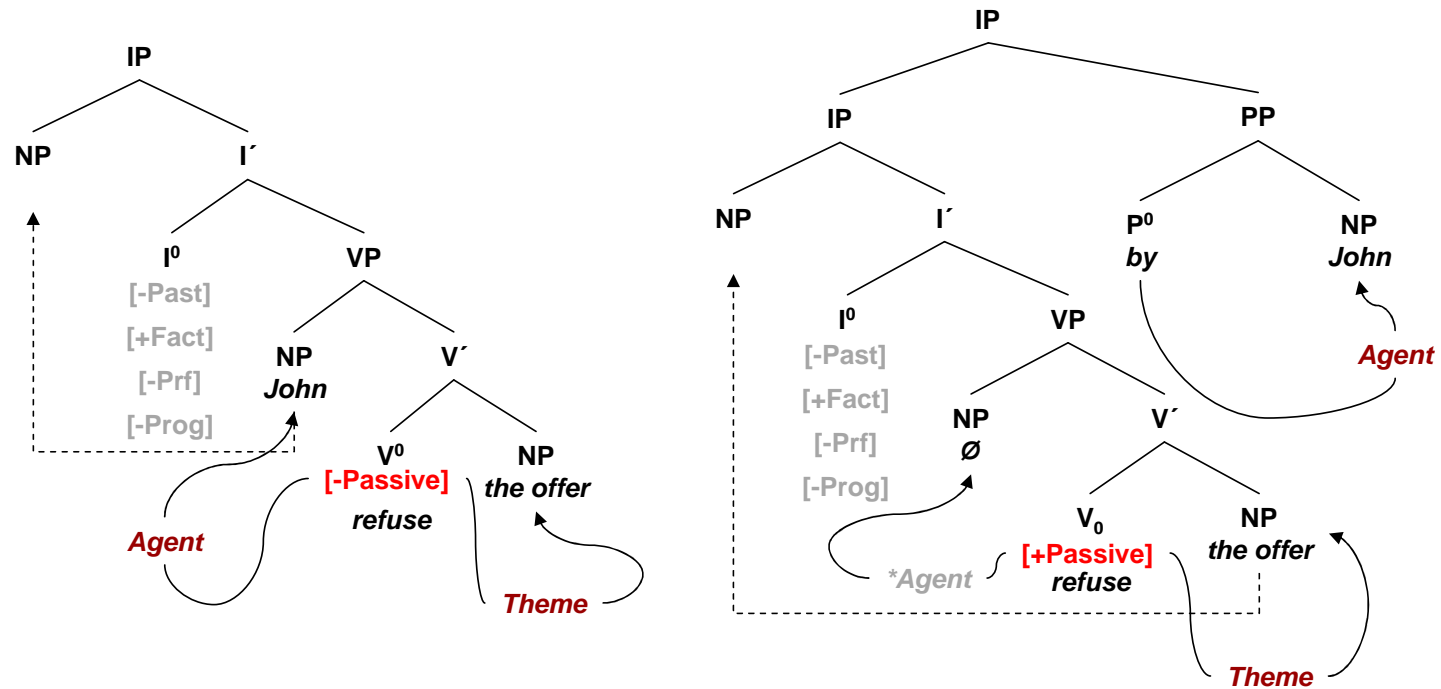 IP
NP I´
I⁰ VP
[-Past]
[+Fact]
[-Prf]
[-Prog]
NP V´
John
V⁰ NP
[-Passive] the offer
refuse
Agent
Theme
IP
IP PP
NP I´
P⁰ NP
by John
Agent
I⁰ VP
[-Past]
[+Fact]
[-Prf]
[-Prog]
NP V´
Ø
V₀ NP
[+Passive] the offer
refuse
*Agent
Theme